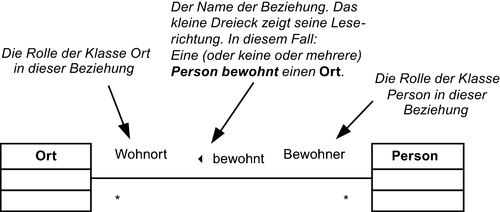 Der Name der Beziehung. Das
kleine Dreieck zeigt seine Lese-
richtung. In diesem Fall:
Eine (oder keine oder mehrere)
Person bewohnt einen Ort.
Die Rolle der Klasse Ort
in dieser Beziehung
Die Rolle der Klasse
Person in dieser
Beziehung
Ort
Wohnort
bewohnt
Bewohner
Person
*
*